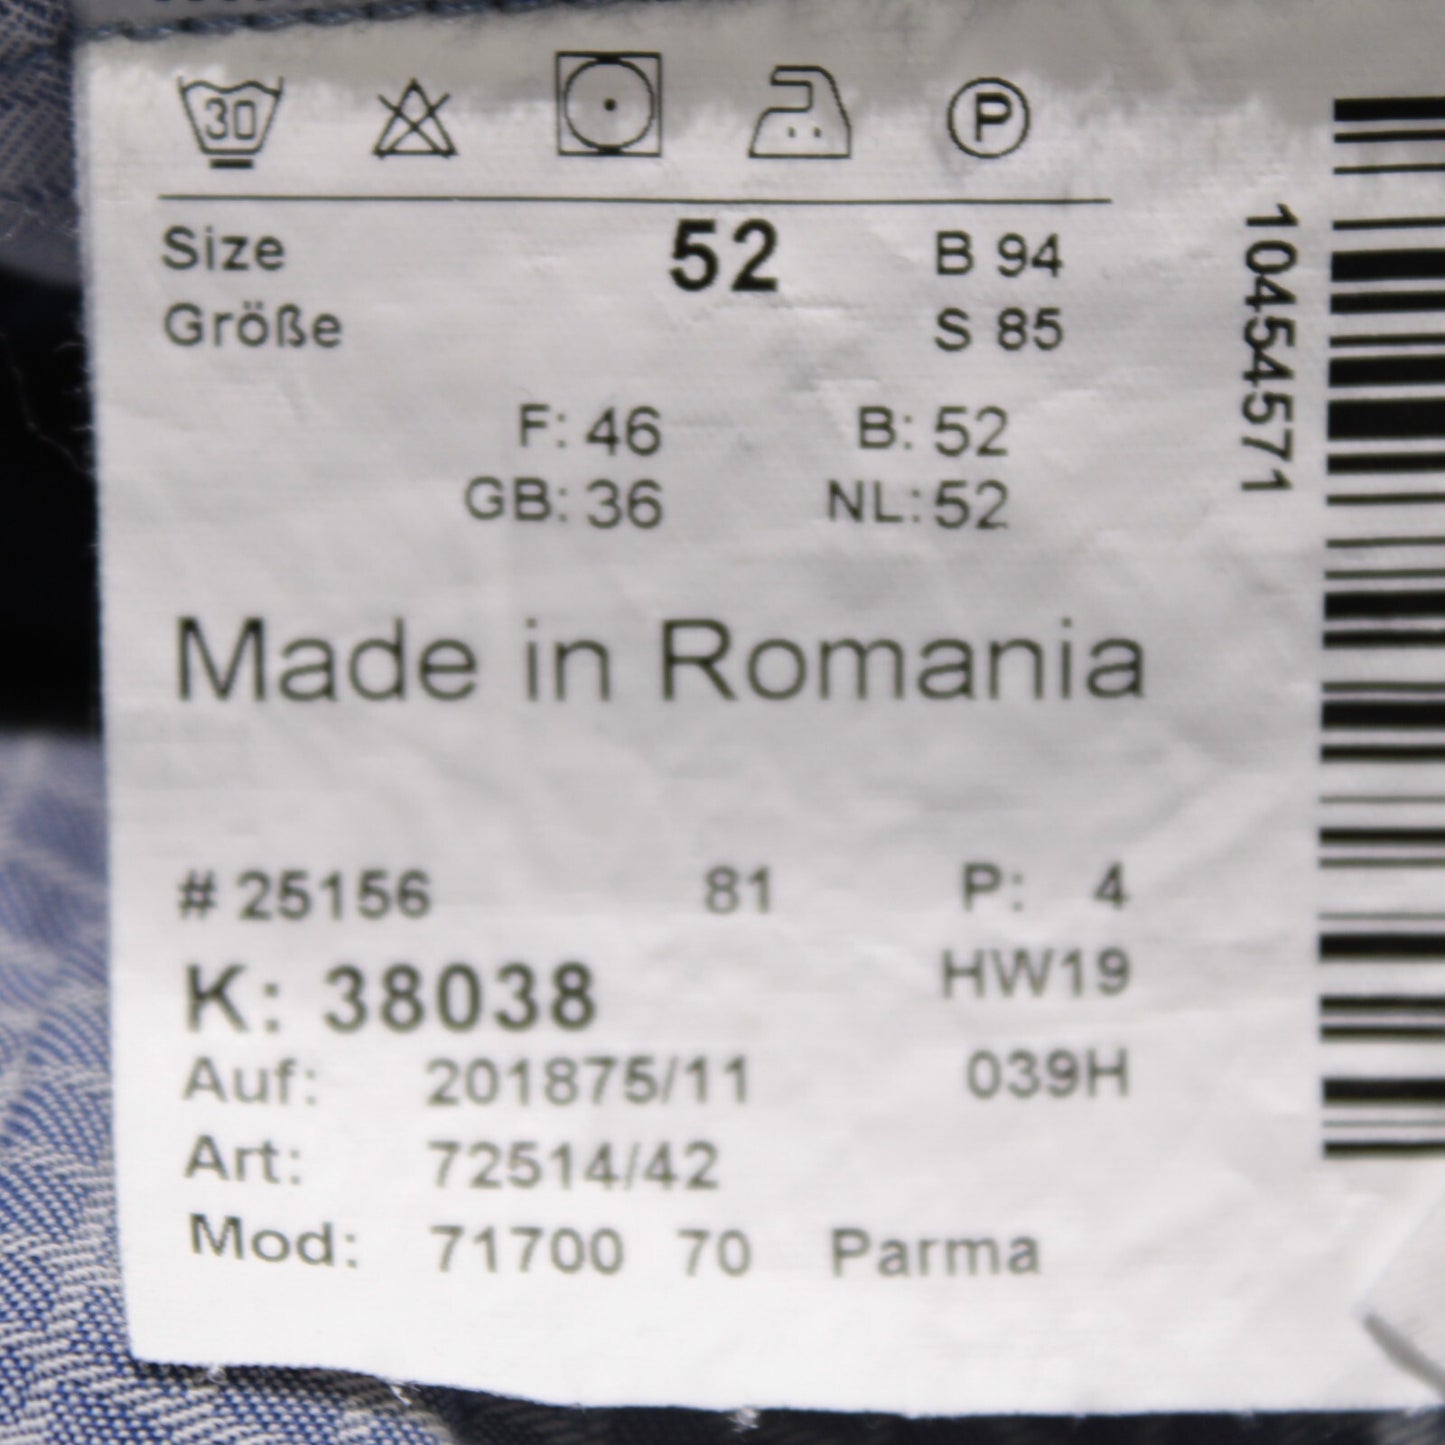 30 P
Size 52 B 94
Größe S 85
F: 46 B: 52
GB: 36 NL: 52
Made in Romania
# 25156 81 P: 4
K: 38038 HW19
Auf: 201875/11 039H
Art: 72514/42
Mod: 71700 70 Parma
10454571